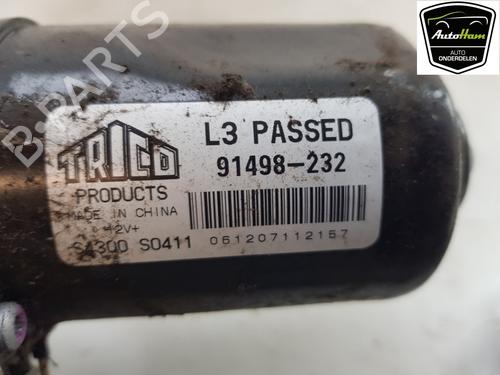 AutoHam
AUTO
ONDERDELEN
B-PARTS
TRICO
PRODUCTS
MADE IN CHINA
12V+
S4300 S0411
L3 PASSED
91498-232
061207112157